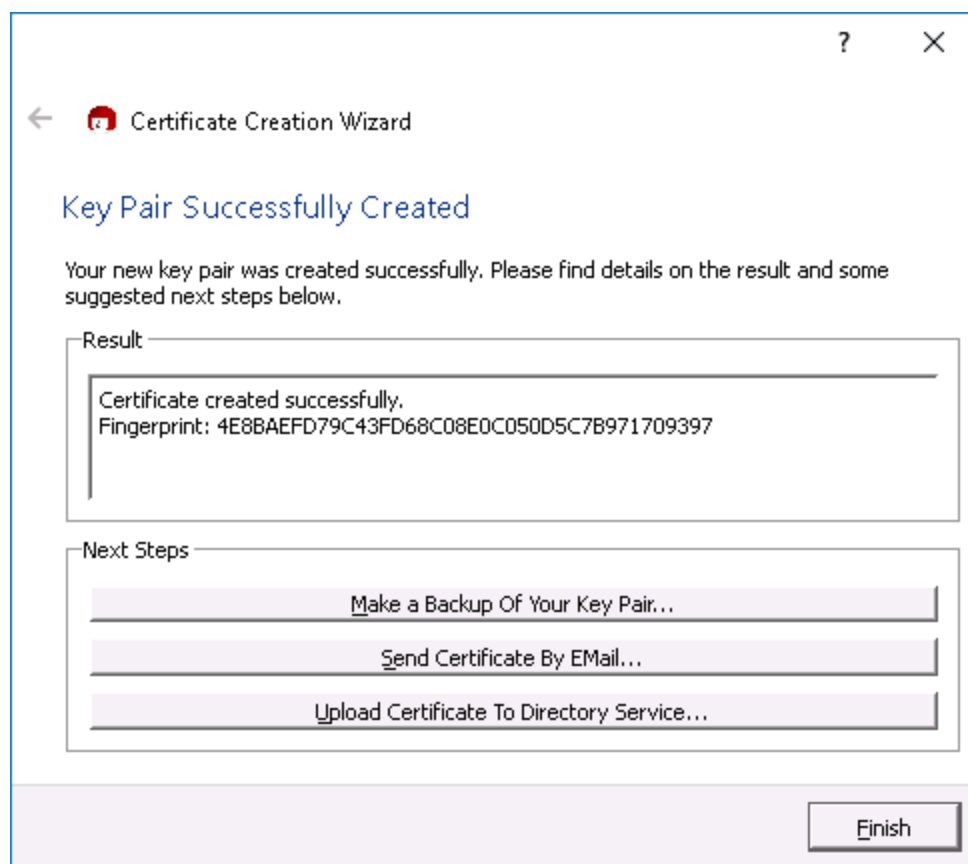 ?
Certificate Creation Wizard
Key Pair Successfully Created
Your new key pair was created successfully. Please find details on the result and some
suggested next steps below.
Result
Certificate created successfully.
Fingerprint: 4E8BAEFD79C43FD68C08E0C050D5C7B971709397
Next Steps
Make a Backup Of Your Key Pair...
Send Certificate By EMail...
Upload Certificate To Directory Service...
Finish